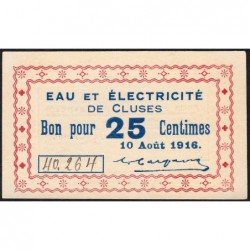 EAU ET ÉLECTRICITÉ
DE CLUSES
Bon pour 25 Centimes
10 Août 1916.
40.264